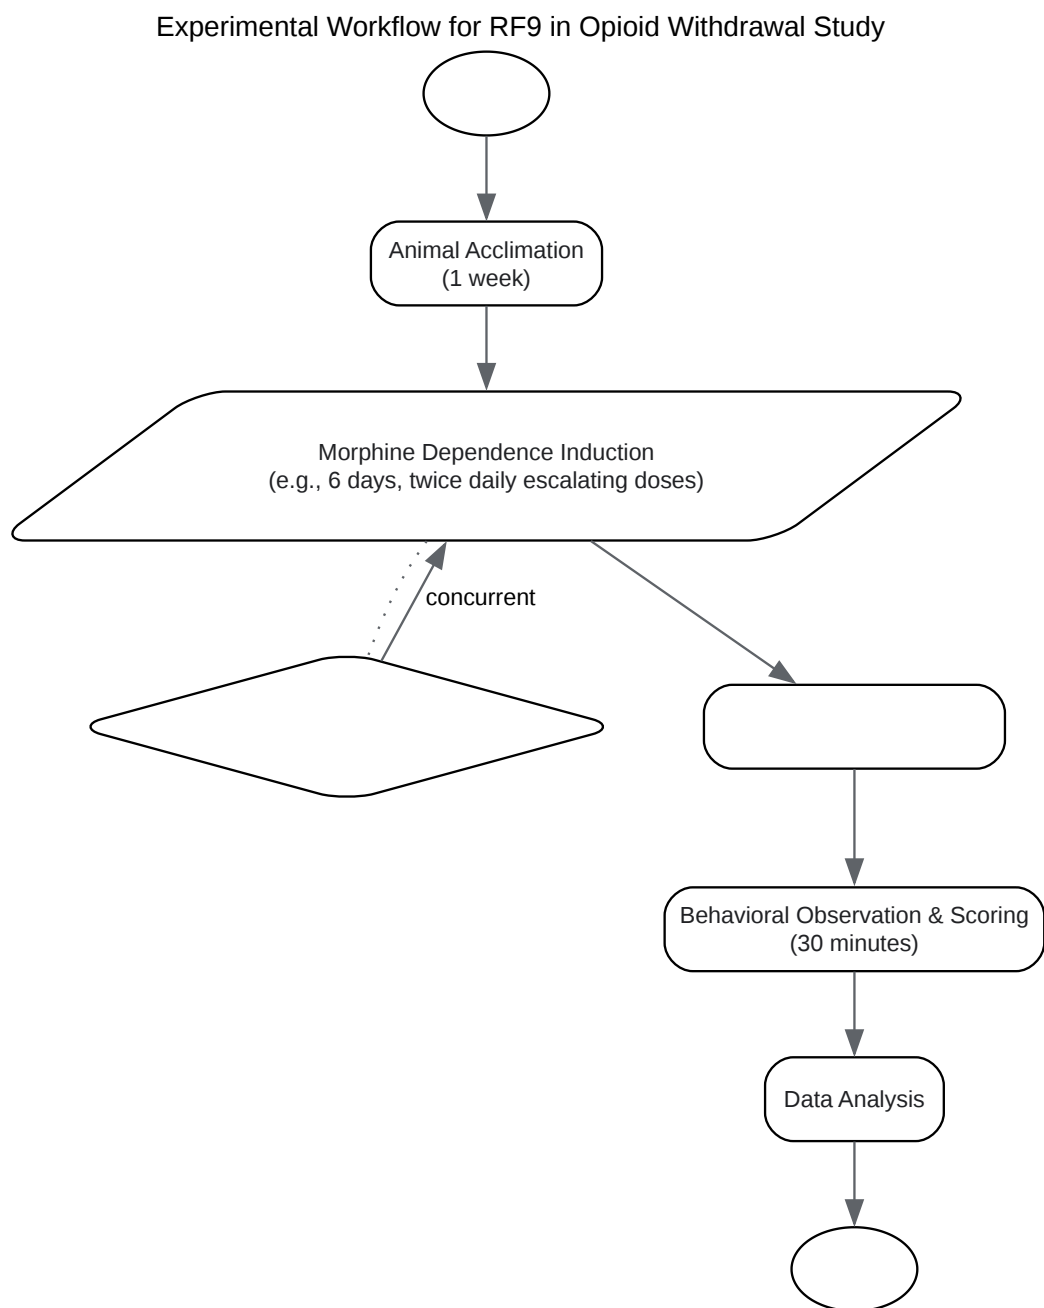 Experimental Workflow for RF9 in Opioid Withdrawal Study
Animal Acclimation
(1 week)
Morphine Dependence Induction
(e.g., 6 days, twice daily escalating doses)
concurrent
Behavioral Observation & Scoring
(30 minutes)
Data Analysis